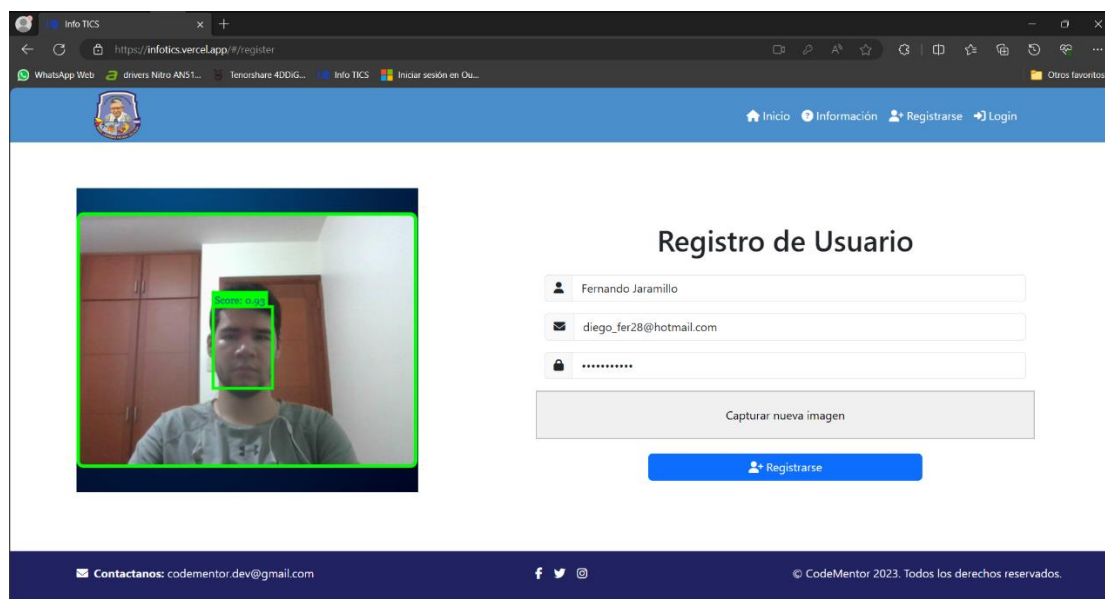 Info TICS
https://infotics.vercel.app/#/register
WhatsApp Web drivers Nitro AN51... Tenorshare 4DDiG... Info TICS Iniciar sesión en Ou... Otros favoritos
Inicio Información Registrarse Login
Score: 0.93
Registro de Usuario
Fernando Jaramillo
diego_fer28@hotmail.com
•••••••••••
Capturar nueva imagen
Registrarse
Contactanos: codementor.dev@gmail.com
© CodeMentor 2023. Todos los derechos reservados.